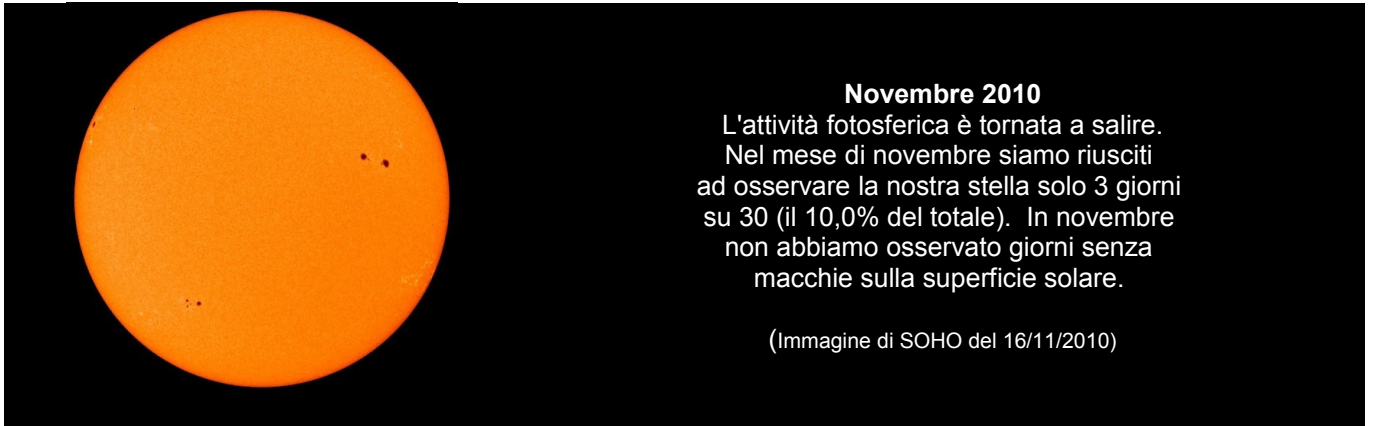 Novembre 2010
L'attività fotosferica è tornata a salire.
Nel mese di novembre siamo riusciti
ad osservare la nostra stella solo 3 giorni
su 30 (il 10,0% del totale).  In novembre
non abbiamo osservato giorni senza
macchie sulla superficie solare.
(Immagine di SOHO del 16/11/2010)